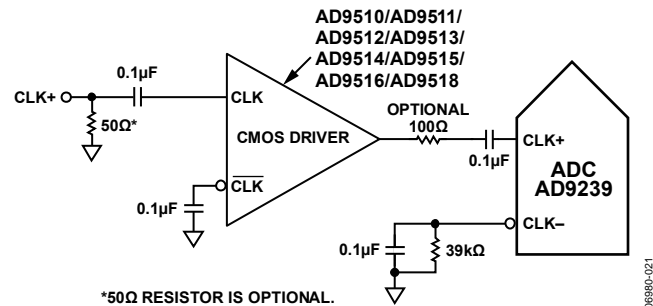 AD9510/AD9511/
AD9512/AD9513/
AD9514/AD9515/
AD9516/AD9518
0.1µF
CLK+
50Ω*
CLK
CMOS DRIVER
CLK
0.1µF
OPTIONAL
100Ω
0.1µF
CLK+
ADC
AD9239
CLK–
0.1µF
39kΩ
*50Ω RESISTOR IS OPTIONAL.
06980-021